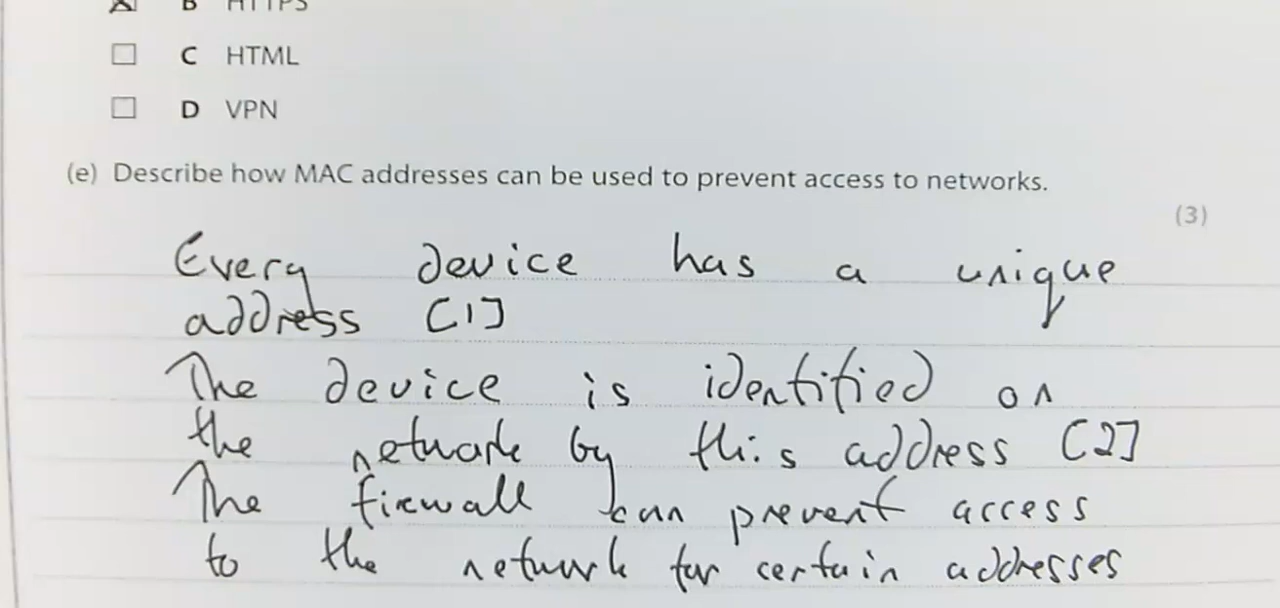 B HTTPS
C HTML
D VPN
(e) Describe how MAC addresses can be used to prevent access to networks.
(3)
Every device has a unique
address [1]
The device is identified on
the network by this address [2]
The firewall can prevent access
to the network for certain addresses